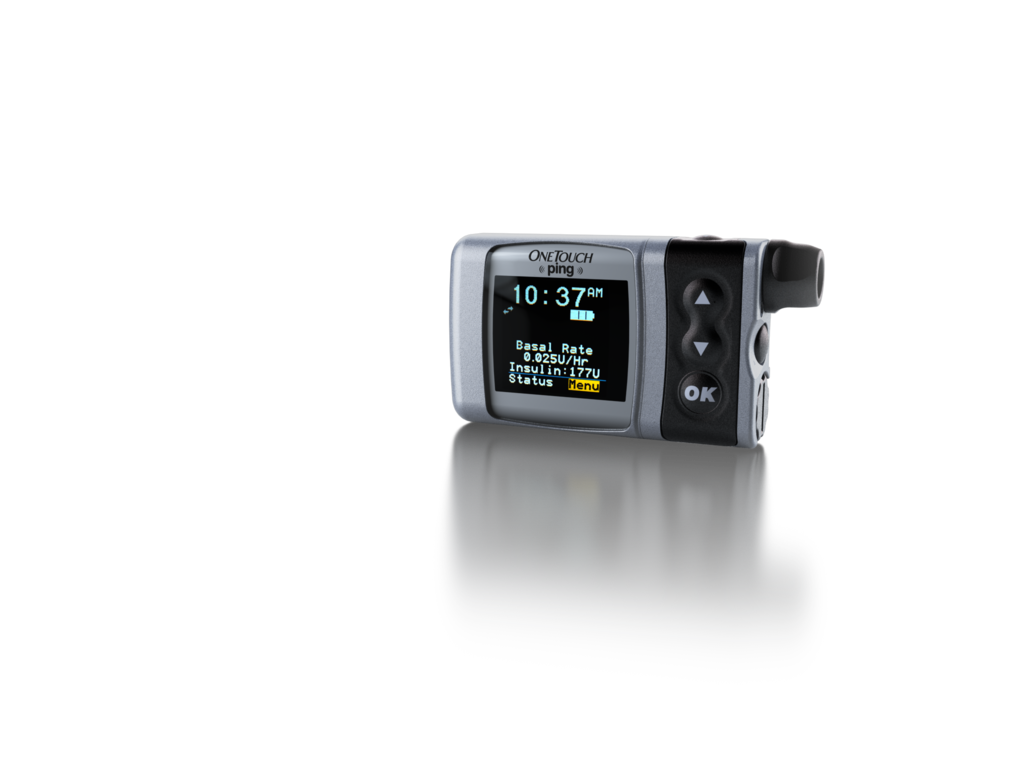 ONETOUCH
ping
10:37AM
Basal Rate
0.025U/Hr
Insulin:177U
Status Menu
OK